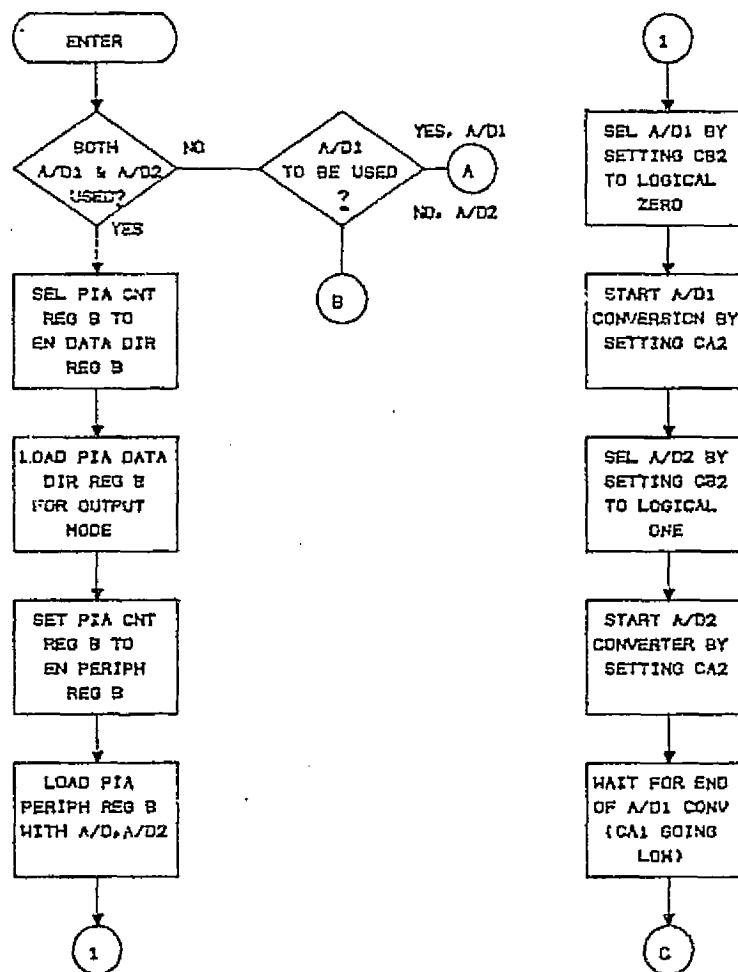 ENTER
BOTH
A/D1 & A/D2
USED?
NO
YES
A/D1
TO BE USED
?
YES, A/D1
A
NO, A/D2
B
SEL PIA CNT
REG B TO
EN DATA DIR
REG B
LOAD PIA DATA
DIR REG B
FOR OUTPUT
MODE
SET PIA CNT
REG B TO
EN PERIPH
REG B
LOAD PIA
PERIPH REG B
WITH A/D,A/D2
1
1
SEL A/D1 BY
SETTING CB2
TO LOGICAL
ZERO
START A/D1
CONVERSION BY
SETTING CA2
SEL A/D2 BY
SETTING CB2
TO LOGICAL
ONE
START A/D2
CONVERTER BY
SETTING CA2
WAIT FOR END
OF A/D1 CONV
(CA1 GOING
LOW)
C